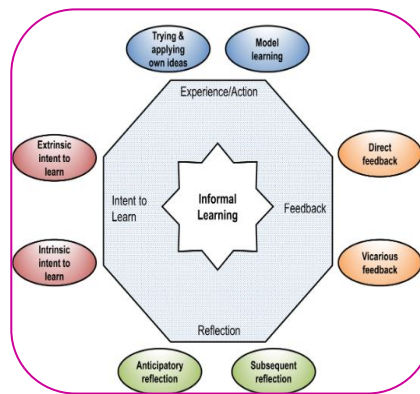 Trying &
applying
own ideas
Model
learning
Experience/Action
Extrinsic
intent to
learn
Direct
feedback
Intent to
Learn
Informal
Learning
Feedback
Intrinsic
intent to
learn
Vicarious
feedback
Reflection
Anticipatory
reflection
Subsequent
reflection